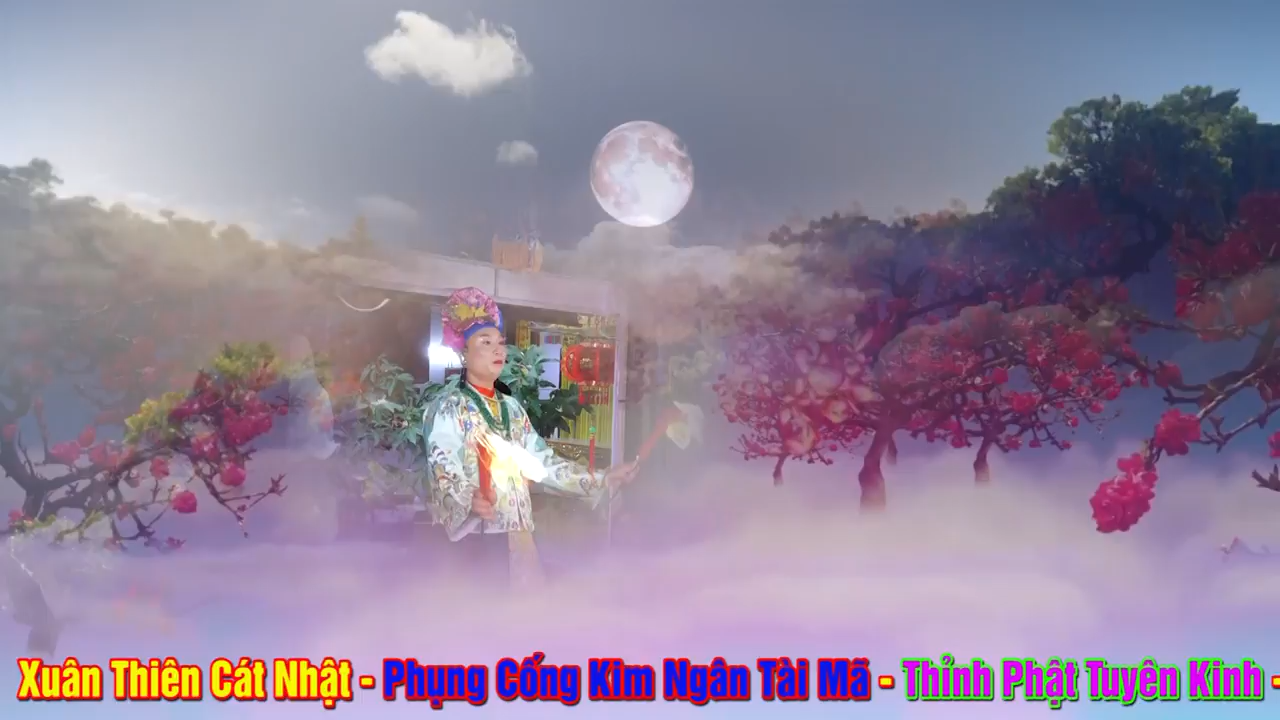 Xuân Thiên Cát Nhật - Phụng Cống Kim Ngân Tài Mã - Thỉnh Phật Tuyên Kinh -